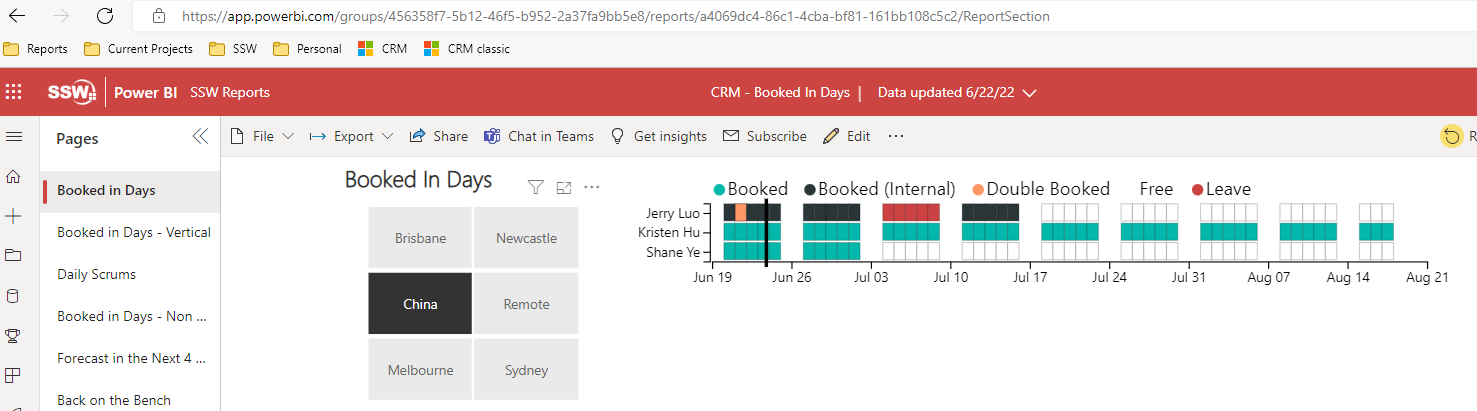 https://app.powerbi.com/groups/456358f7-5b12-46f5-b952-2a37fa9bb5e8/reports/a4069dc4-86c1-4cba-bf81-161bb108c5c2/ReportSection
Reports Current Projects SSW Personal CRM CRM classic
SSW Power BI SSW Reports CRM - Booked In Days | Data updated 6/22/22
Pages
File Export Share Chat in Teams Get insights Subscribe Edit ... R
Booked in Days
Booked in Days - Vertical
Daily Scrums
Booked in Days - Non ...
Forecast in the Next 4 ...
Back on the Bench
Booked In Days
Brisbane Newcastle
China Remote
Melbourne Sydney
Booked Booked (Internal) Double Booked Free Leave
Jerry Luo
Kristen Hu
Shane Ye
Jun 19 Jun 26 Jul 03 Jul 10 Jul 17 Jul 24 Jul 31 Aug 07 Aug 14 Aug 21